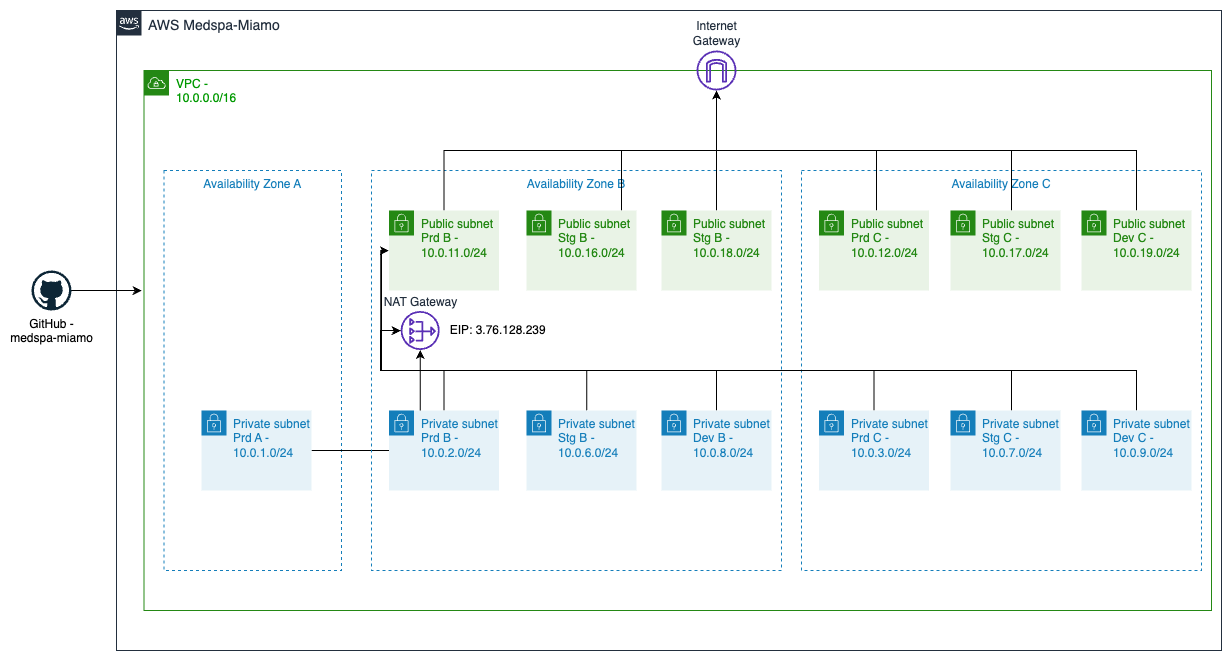 aws
AWS Medspa-Miamo
Internet
Gateway
VPC -
10.0.0.0/16
Availability Zone A
Availability Zone B
Availability Zone C
Public subnet
Prd B -
10.0.11.0/24
Public subnet
Stg B -
10.0.16.0/24
Public subnet
Stg B -
10.0.18.0/24
Public subnet
Prd C -
10.0.12.0/24
Public subnet
Stg C -
10.0.17.0/24
Public subnet
Dev C -
10.0.19.0/24
GitHub -
medspa-miamo
NAT Gateway
EIP: 3.76.128.239
Private subnet
Prd A -
10.0.1.0/24
Private subnet
Prd B -
10.0.2.0/24
Private subnet
Stg B -
10.0.6.0/24
Private subnet
Dev B -
10.0.8.0/24
Private subnet
Prd C -
10.0.3.0/24
Private subnet
Stg C -
10.0.7.0/24
Private subnet
Dev C -
10.0.9.0/24